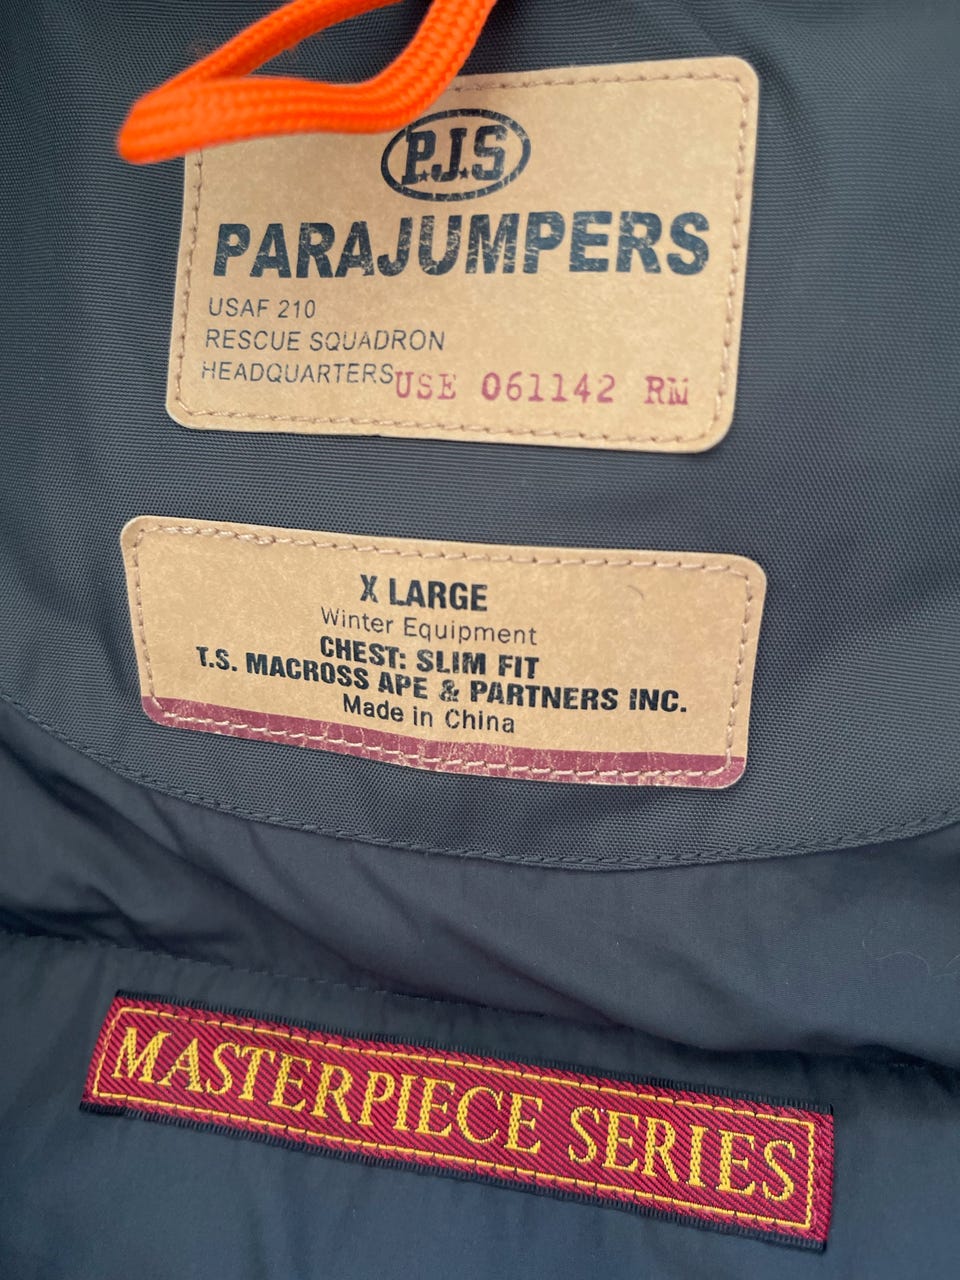 P.J.S
PARAJUMPERS
USAF 210
RESCUE SQUADRON
HEADQUARTERS
USE 061142 RM
X LARGE
Winter Equipment
CHEST: SLIM FIT
T.S. MACROSS APE & PARTNERS INC.
Made in China
MASTERPIECE SERIES